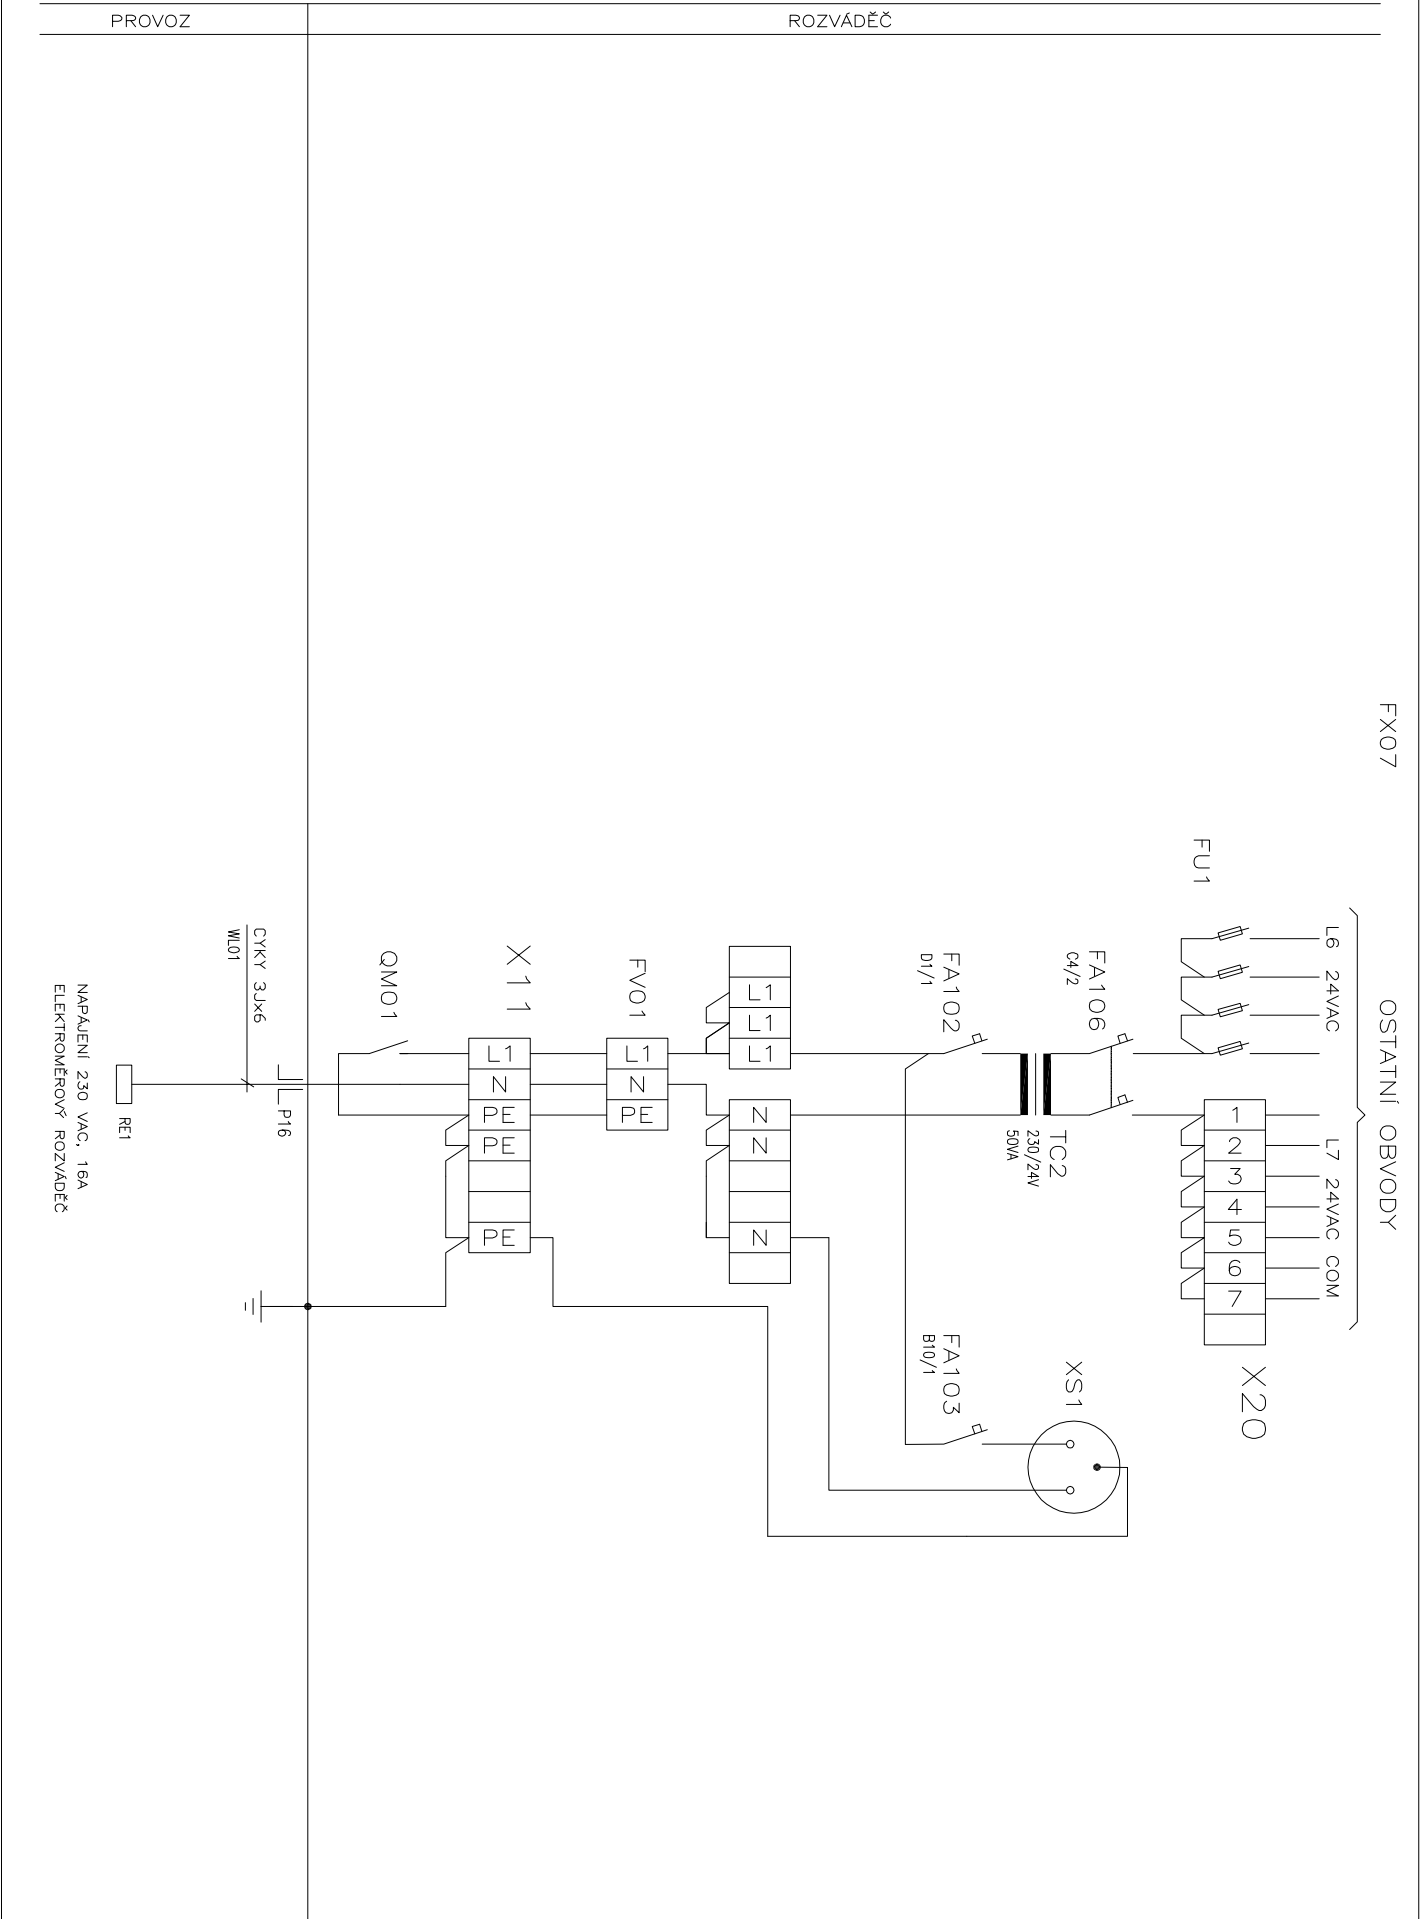 PROVOZ
ROZVÁDĚČ
FX07
OSTATNÍ OBVODY
L6 24VAC
L7 24VAC COM
FU1
1
2
3
4
5
6
7
X20
FA106
C4/2
TC2
230/24V
50VA
XS1
FA102
D1/1
FA103
B10/1
L1
L1
L1
N
N
N
FV01
L1
N
PE
X11
L1
N
PE
PE
PE
QM01
P16
CYKY 3Jx6
WL01
RE1
NAPÁJENÍ 230 VAC, 16A
ELEKTROMĚROVÝ ROZVÁDĚČ